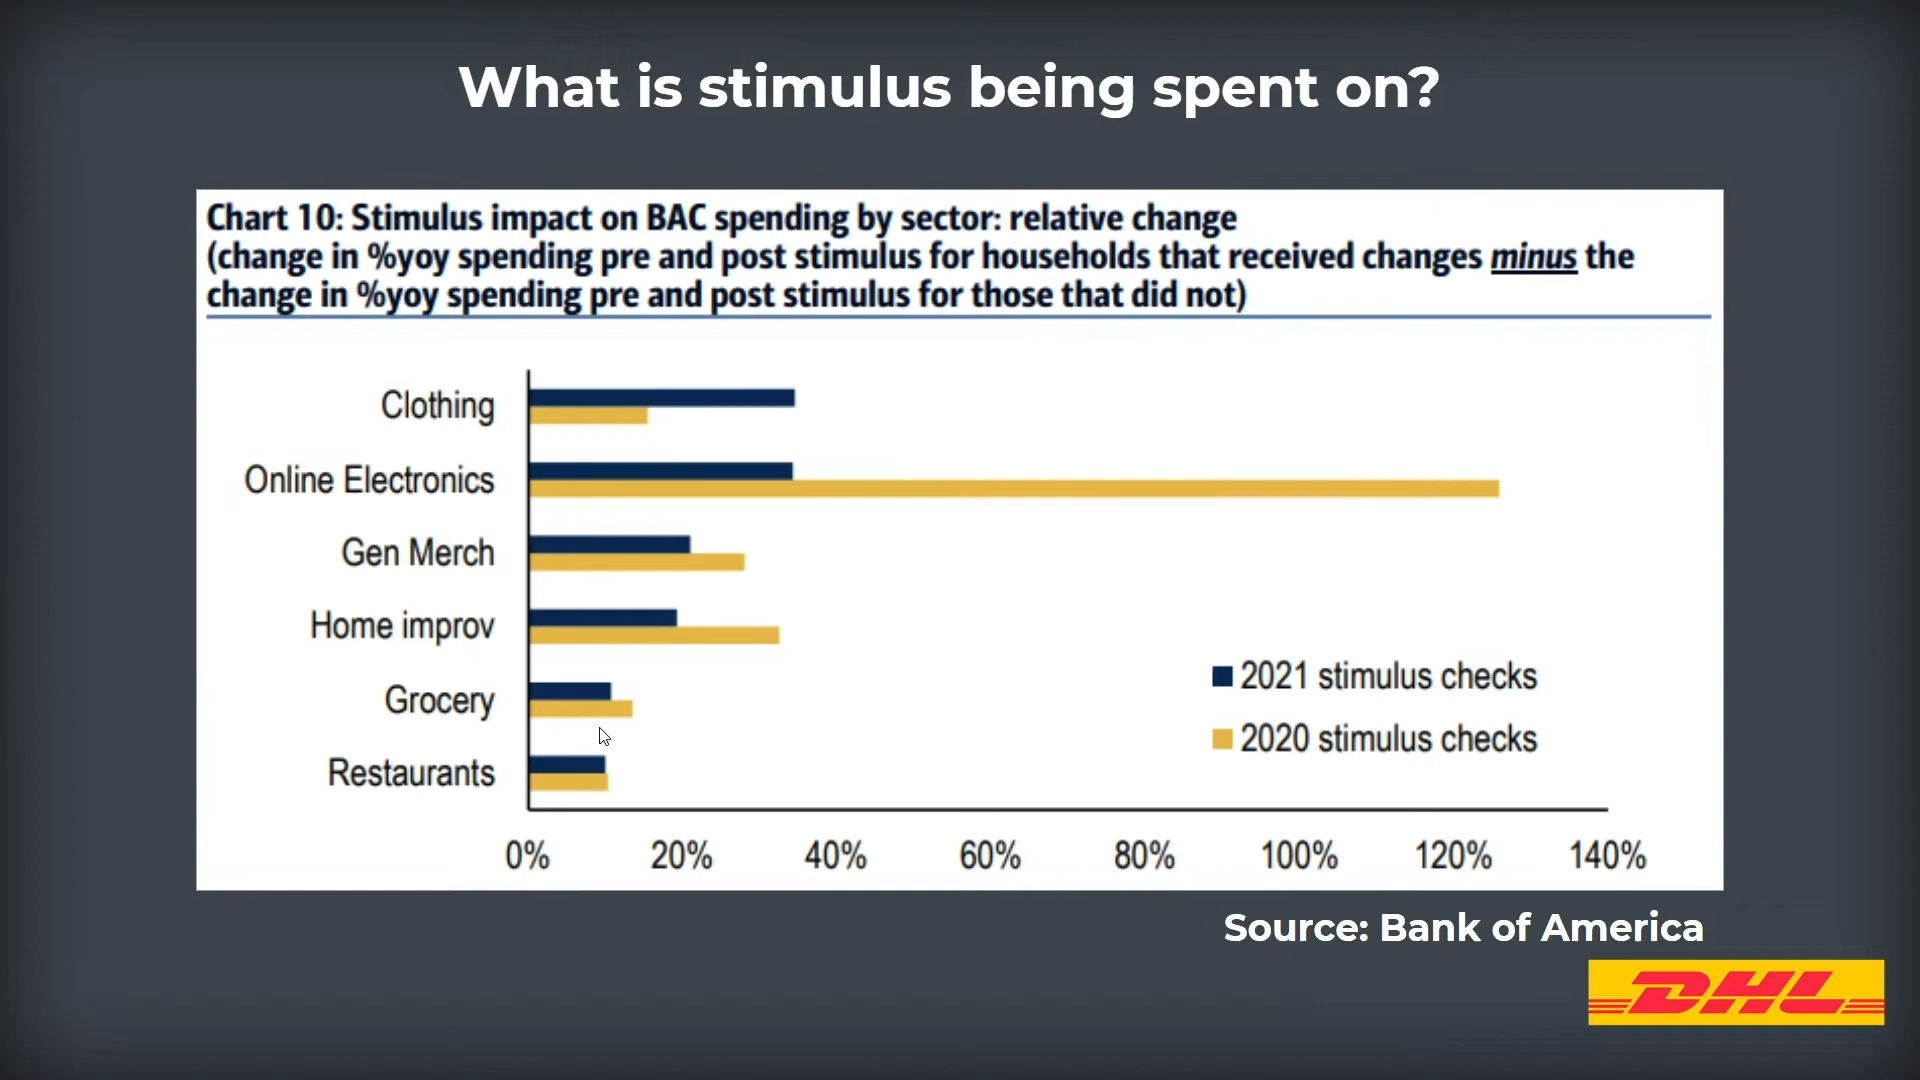 What is stimulus being spent on?
Chart 10: Stimulus impact on BAC spending by sector: relative change
(change in %yoy spending pre and post stimulus for households that received changes minus the
change in %yoy spending pre and post stimulus for those that did not)
Clothing
Online Electronics
Gen Merch
Home improv
Grocery
Restaurants
2021 stimulus checks
2020 stimulus checks
0% 20% 40% 60% 80% 100% 120% 140%
Source: Bank of America
DHL